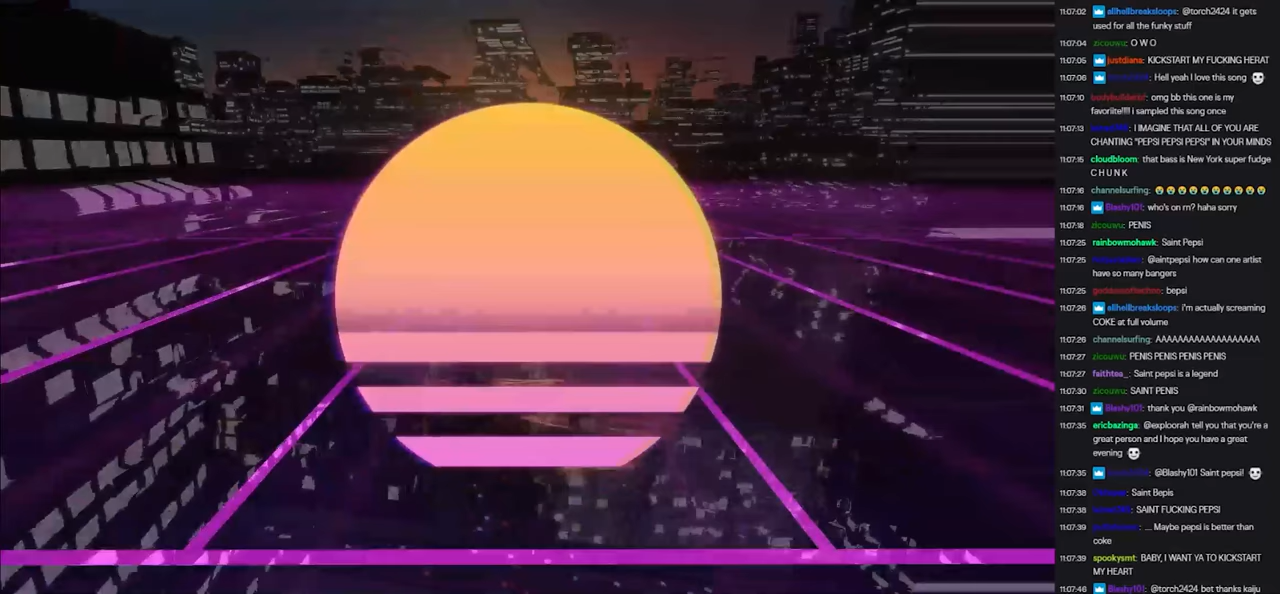 11:07:02 allhellbreaksloops: @torch2424 it gets
used for all the funky stuff
11:07:04 zicouwu: O W O
11:07:05 justdiana: KICKSTART MY FUCKING HERAT
11:07:06 : Hell yeah I love this song
11:07:10 : omg bb this one is my
favoriite!!!!! i sampled this song once
11:07:13 : I IMAGINE THAT ALL OF YOU ARE
CHANTING "PEPSI PEPSI PEPSI" IN YOUR MINDS
11:07:15 cloudbloom: that bass is New York super fudge
C H U N K
11:07:16 channelsurfing: 😭😭😭😭😭😭😭😭😭😭
11:07:16 Blashy101: who's on rn? haha sorry
11:07:18 zicouwu: PENIS
11:07:25 rainbowmohawk: Saint Pepsi
11:07:25 : @aintpepsi how can one artist
have so many bangers
11:07:25 : bepsi
11:07:26 allhellbreaksloops: i'm actually screaming
COKE at full volume
11:07:26 channelsurfing: AAAAAAAAAAAAAAAAAAA
11:07:27 zicouwu: PENIS PENIS PENIS PENIS
11:07:27 faithtes_: Saint pepsi is a legend
11:07:30 zicouwu: SAINT PENIS
11:07:31 Blashy101: thank you @rainbowmohawk
11:07:35 ericbazinga: @exploorah tell you that you're a
great person and I hope you have a great
evening
11:07:35 : @Blashy101 Saint pepsi!
11:07:38 : Saint Bepis
11:07:38 : SAINT FUCKING PEPSI
11:07:39 : ... Maybe pepsi is better than
coke
11:07:39 spookysmt: BABY, I WANT YA TO KICKSTART
MY HEART
11:07:46 Blashy101: @torch2424 bet thanks kaiju